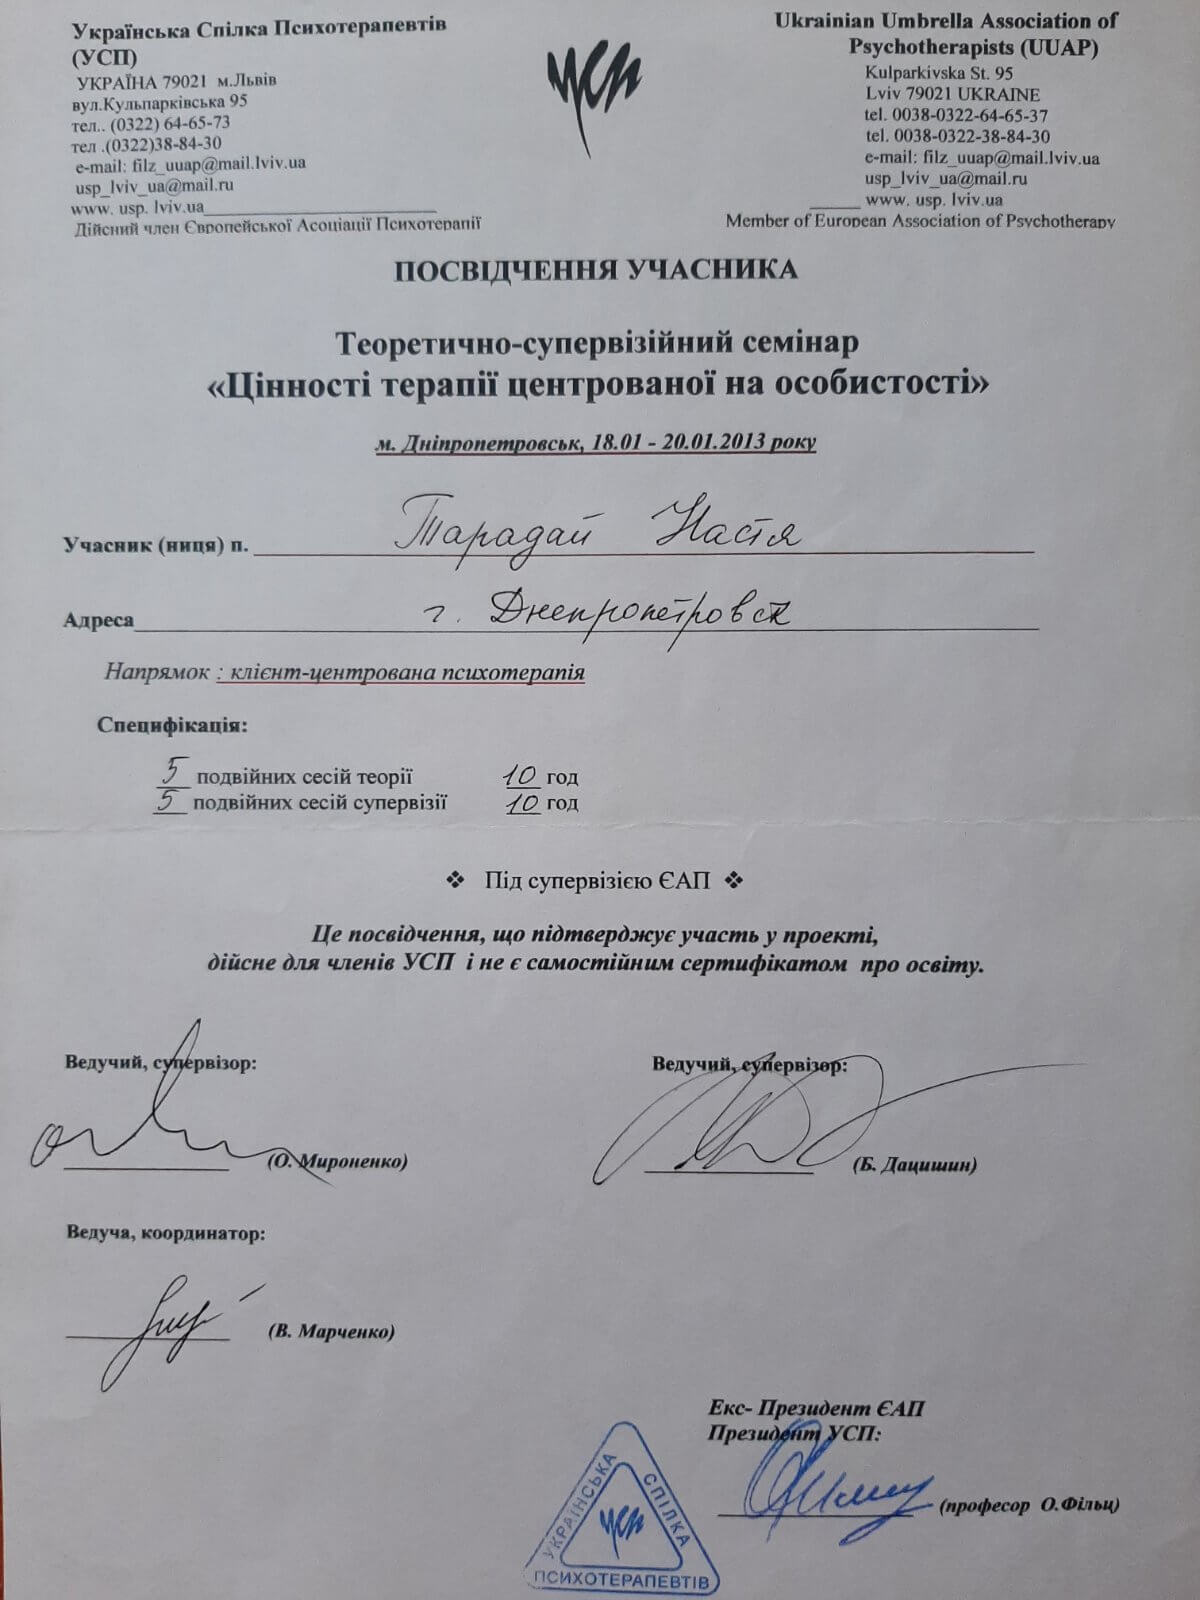 Українська Спілка Психотерапевтів
(УСП)
УКРАЇНА 79021 м.Львів
вул.Кульпарківська 95
тел.. (0322) 64-65-73
тел .(0322)38-84-30
e-mail: filz_uuap@mail.lviv.ua
usp_lviv_ua@mail.ru
www. usp. lviv.ua
Дійсний член Європейської Асоціації Психотерапії
усп
Ukrainian Umbrella Association of
Psychotherapists (UUAP)
Kulparkivska St. 95
Lviv 79021 UKRAINE
tel. 0038-0322-64-65-37
tel. 0038-0322-38-84-30
e-mail: filz_uuap@mail.lviv.ua
usp_lviv_ua@mail.ru
www. usp. lviv.ua
Member of European Association of Psychotherapy
ПОСВІДЧЕННЯ УЧАСНИКА
Теоретично-супервізійний семінар
«Цінності терапії центрованої на особистості»
м. Дніпропетровськ, 18.01 - 20.01.2013 року
Учасник (ниця) п. Тарадай Настя
Адреса г. Днепропетровск
Напрямок : клієнт-центрована психотерапія
Специфікація:
5 подвійних сесій теорії 10 год
5 подвійних сесій супервізії 10 год
❖ Під супервізією ЄАП ❖
Це посвідчення, що підтверджує участь у проекті,
дійсне для членів УСП і не є самостійним сертифікатом про освіту.
Ведучий, супервізор: Ведучий, супервізор:
(О. Мироненко) (Б. Дацишин)
Ведуча, координатор:
(В. Марченко)
Екс- Президент ЄАП
Президент УСП:
(професор О.Фільц)
УКРАЇНСЬКА СПІЛКА
усп
ПСИХОТЕРАПЕВТІВ